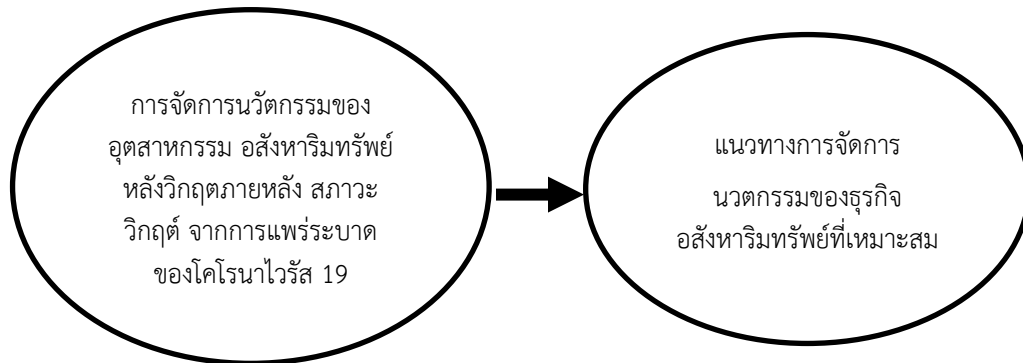 การจัดการนวัตกรรมของ
อุตสาหกรรม อสังหาริมทรัพย์
หลังวิกฤตภายหลัง สภาวะ
วิกฤต์ จากการแพร่ระบาด
ของโคโรนาไวรัส 19
แนวทางการจัดการ
นวตกรรมของธุรกิจ
อสังหาริมทรัพย์ที่เหมาะสม